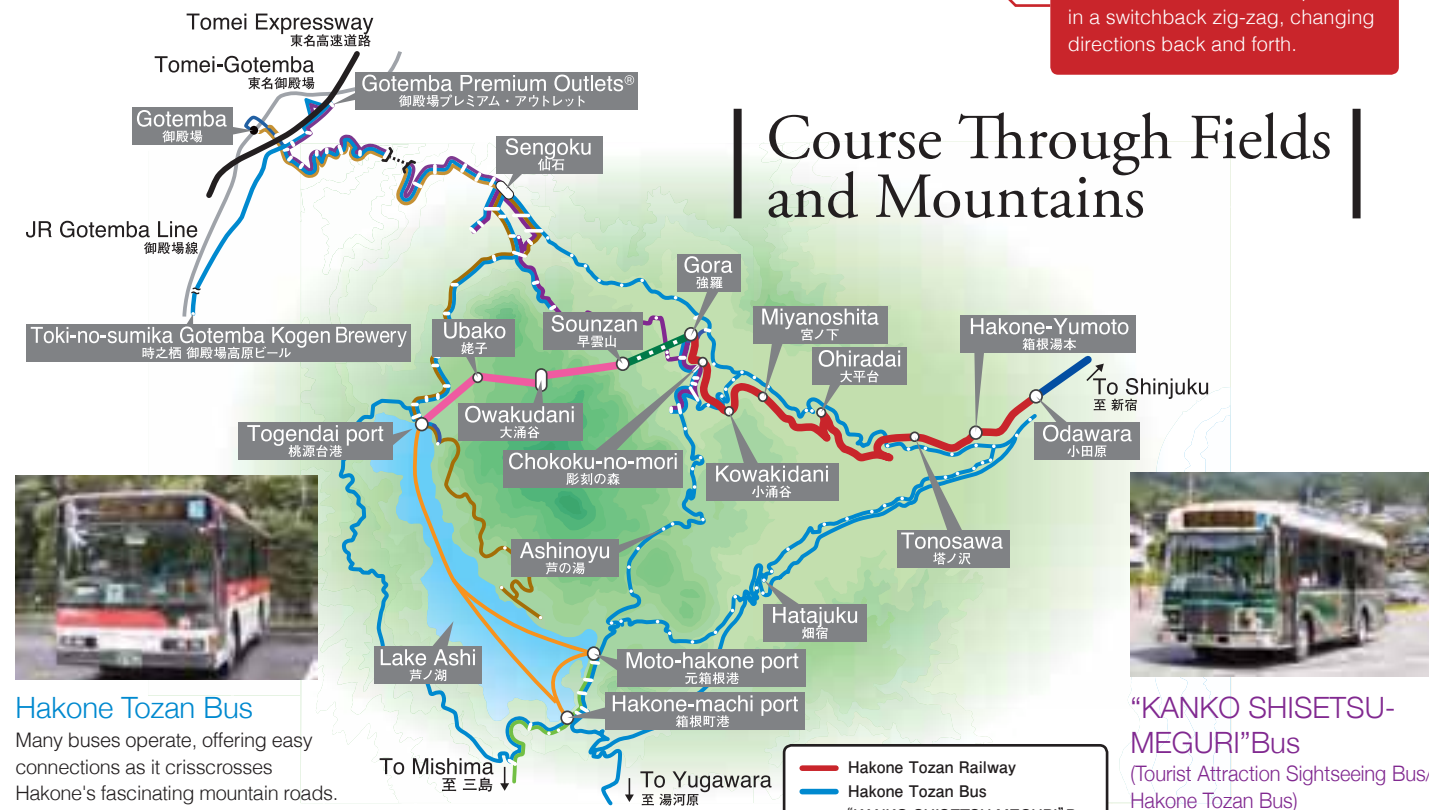 in a switchback zig-zag, changing
directions back and forth.
Course Through Fields
and Mountains
Tomei Expressway
東名高速道路
Tomei-Gotemba
東名御殿場
Gotemba Premium Outlets®
御殿場プレミアム・アウトレット
Gotemba
御殿場
Sengoku
仙石
JR Gotemba Line
御殿場線
Toki-no-sumika Gotemba Kogen Brewery
時之栖 御殿場高原ビール
Gora
強羅
Ubako
姥子
Sounzan
早雲山
Miyanoshita
宮ノ下
Hakone-Yumoto
箱根湯本
Ohiradai
大平台
To Shinjuku
至 新宿
Owakudani
大涌谷
Togendai port
桃源台港
Odawara
小田原
Chokoku-no-mori
彫刻の森
Kowakidani
小涌谷
Tonosawa
塔ノ沢
Ashinoyu
芦の湯
Hatajuku
畑宿
Lake Ashi
芦ノ湖
Moto-hakone port
元箱根港
Hakone-machi port
箱根町港
To Mishima
至 三島
To Yugawara
至 湯河原
Hakone Tozan Bus
Many buses operate, offering easy
connections as it crisscrosses
Hakone's fascinating mountain roads.
Hakone Tozan Railway
Hakone Tozan Bus
"KANKO SHISETSU-
MEGURI"Bus
(Tourist Attraction Sightseeing Bus/
Hakone Tozan Bus)